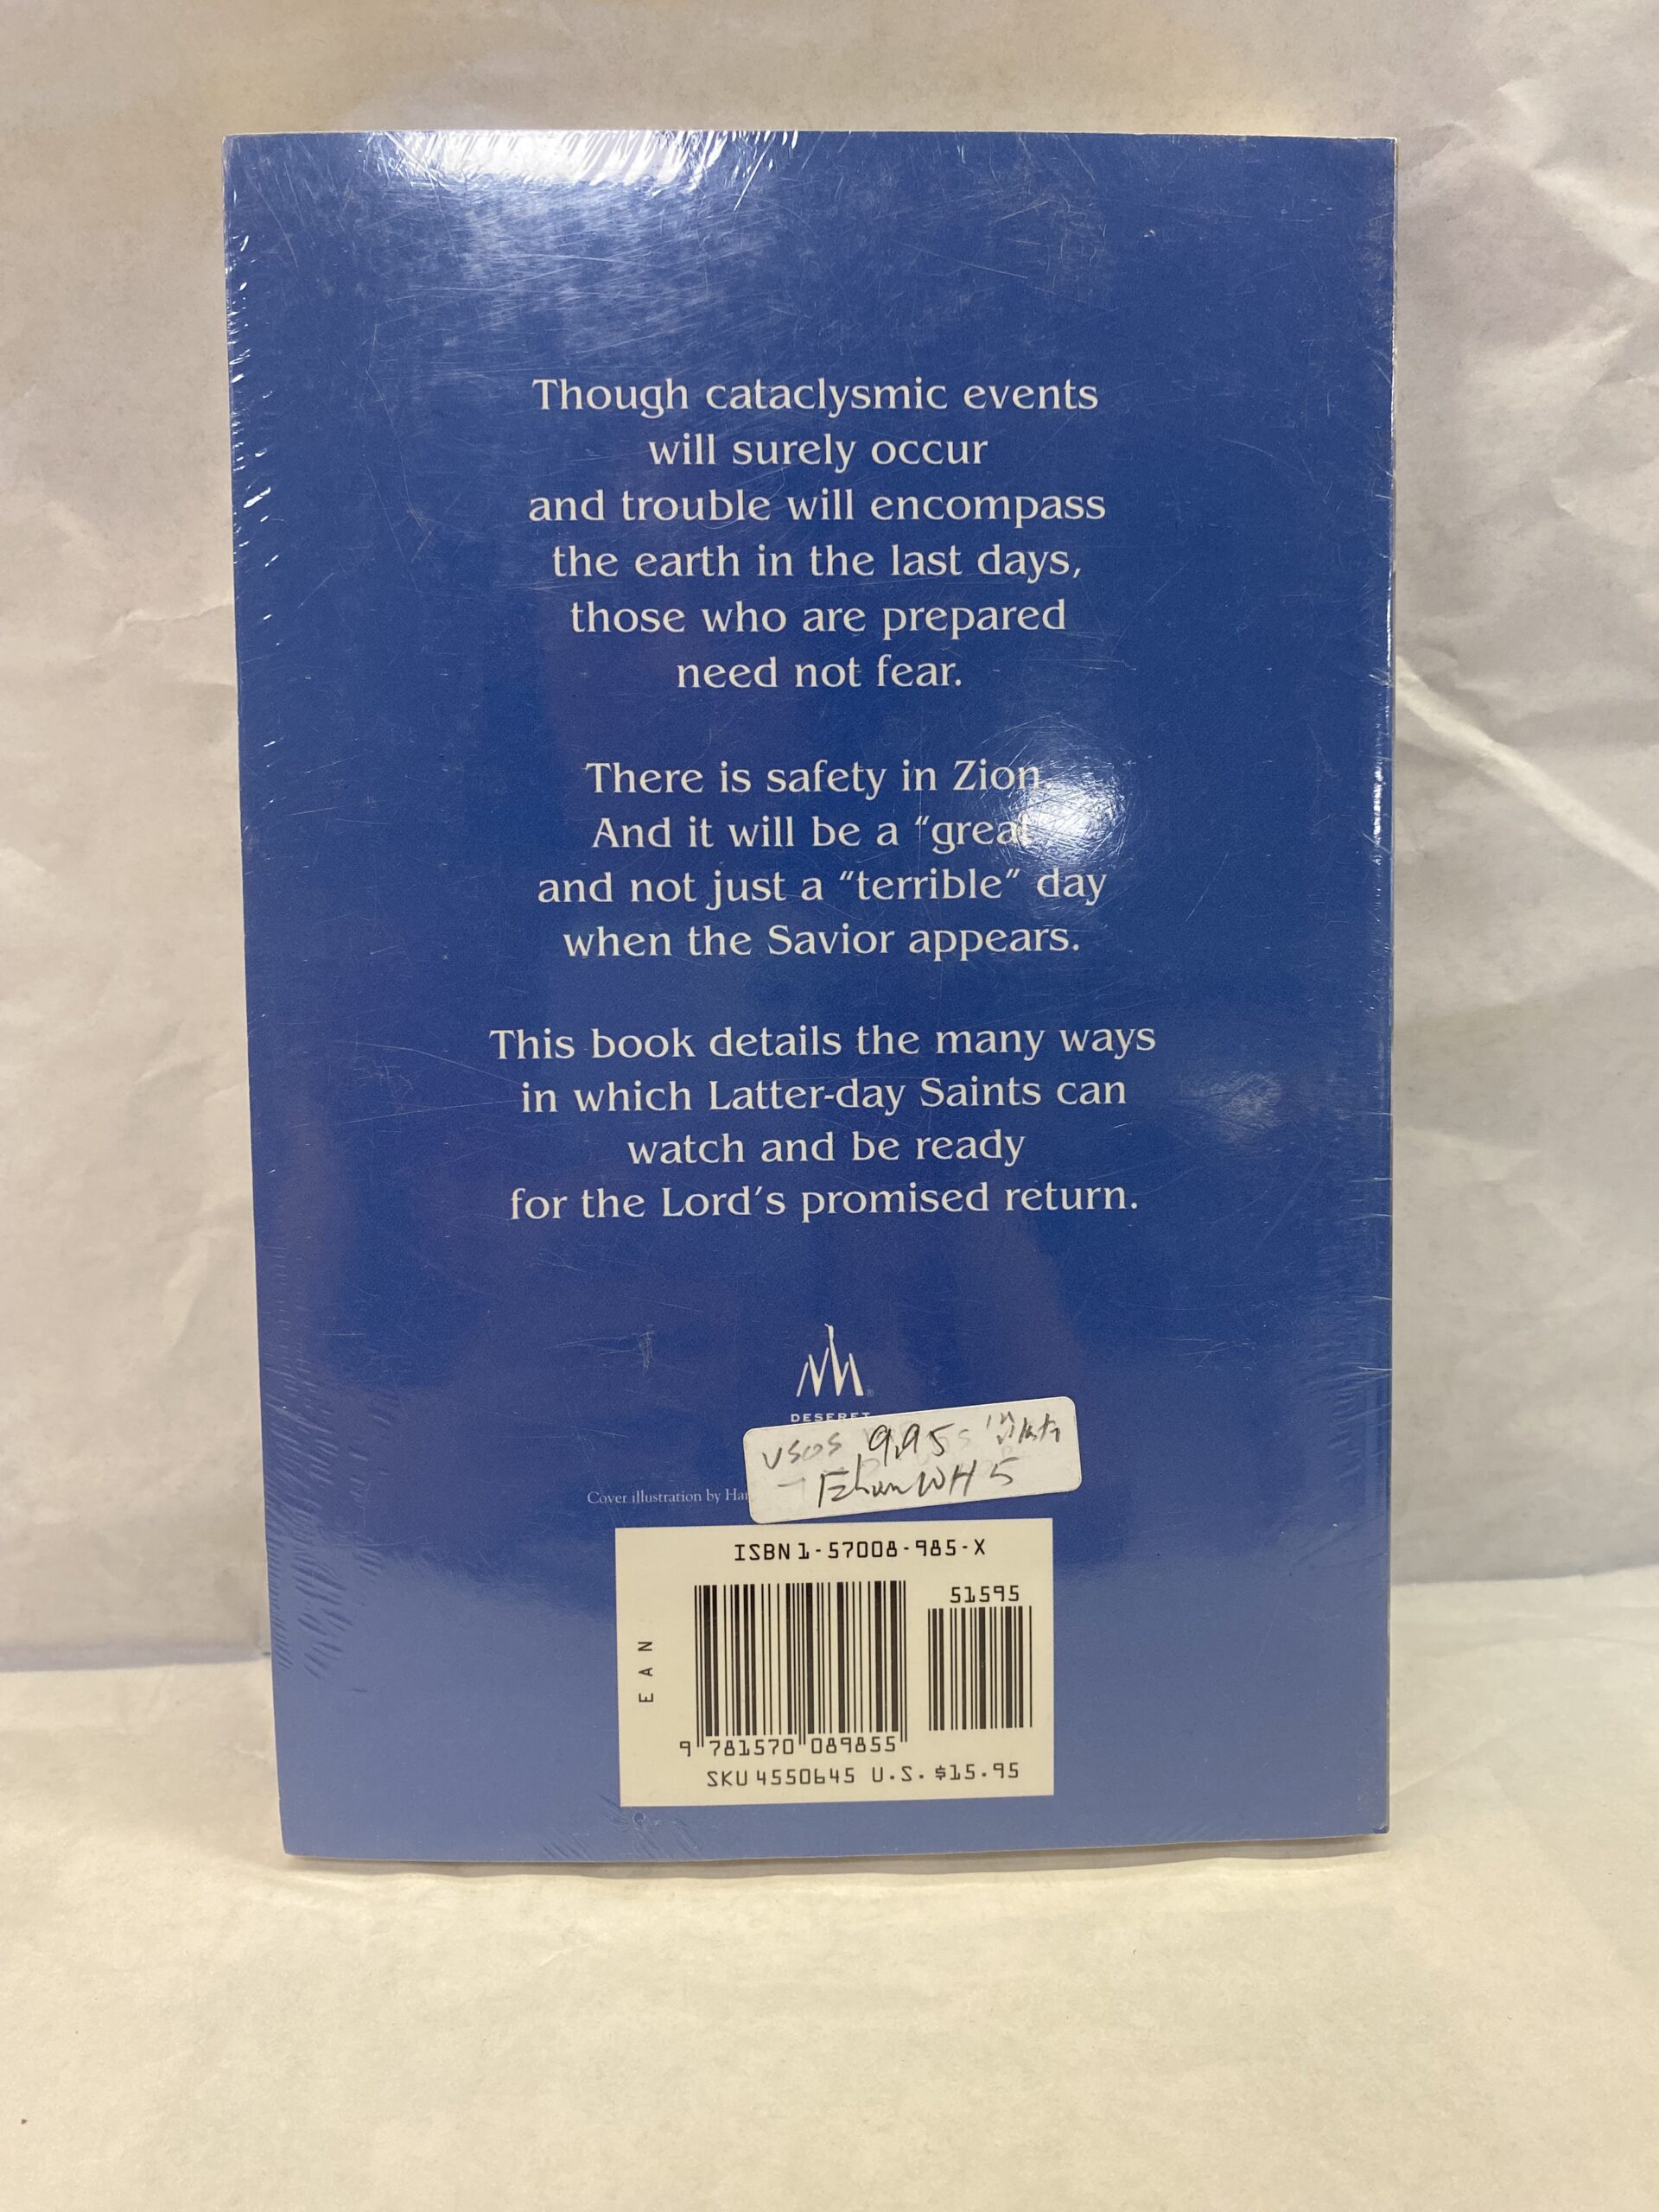 Though cataclysmic events
will surely occur
and trouble will encompass
the earth in the last days,
those who are prepared
need not fear.
There is safety in Zion.
And it will be a “great”
and not just a “terrible” day
when the Savior appears.
This book details the many ways
in which Latter-day Saints can
watch and be ready
for the Lord’s promised return.
DESERET
9.95
WH 5
Cover illustration by
ISBN 1-57008-985-X
51595
EAN
9 781570 089855
SKU 4550645 U.S. $15.95